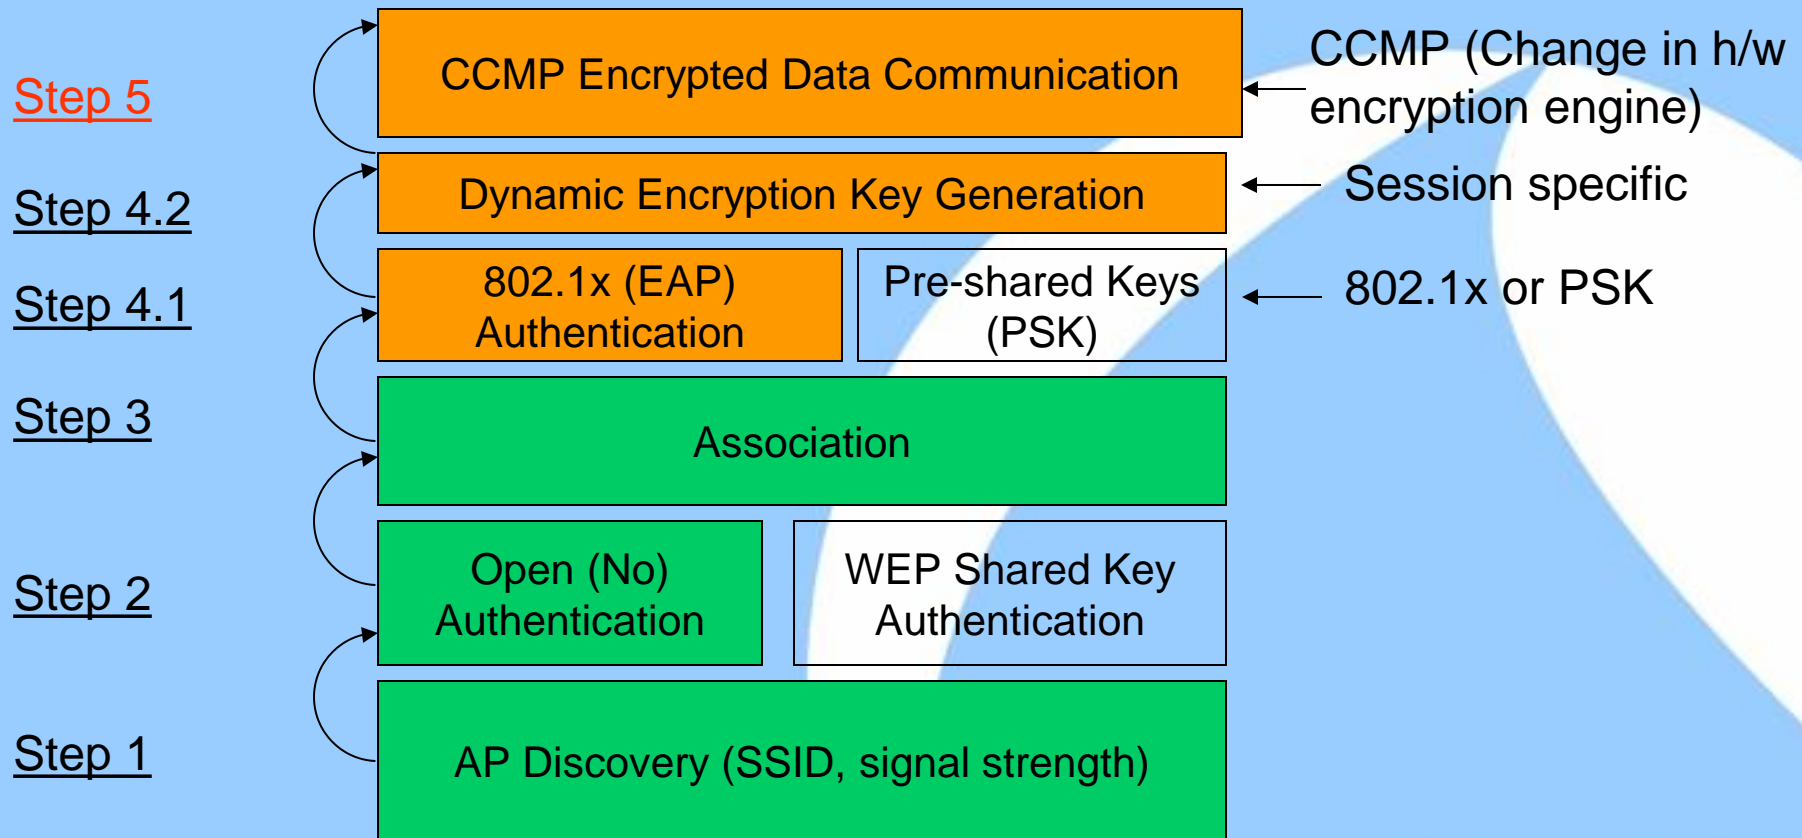 Step 5
CCMP Encrypted Data Communication
CCMP (Change in h/w
encryption engine)
Step 4.2
Dynamic Encryption Key Generation
Session specific
Step 4.1
802.1x (EAP)
Authentication
Pre-shared Keys
(PSK)
802.1x or PSK
Step 3
Association
Step 2
Open (No)
Authentication
WEP Shared Key
Authentication
Step 1
AP Discovery (SSID, signal strength)